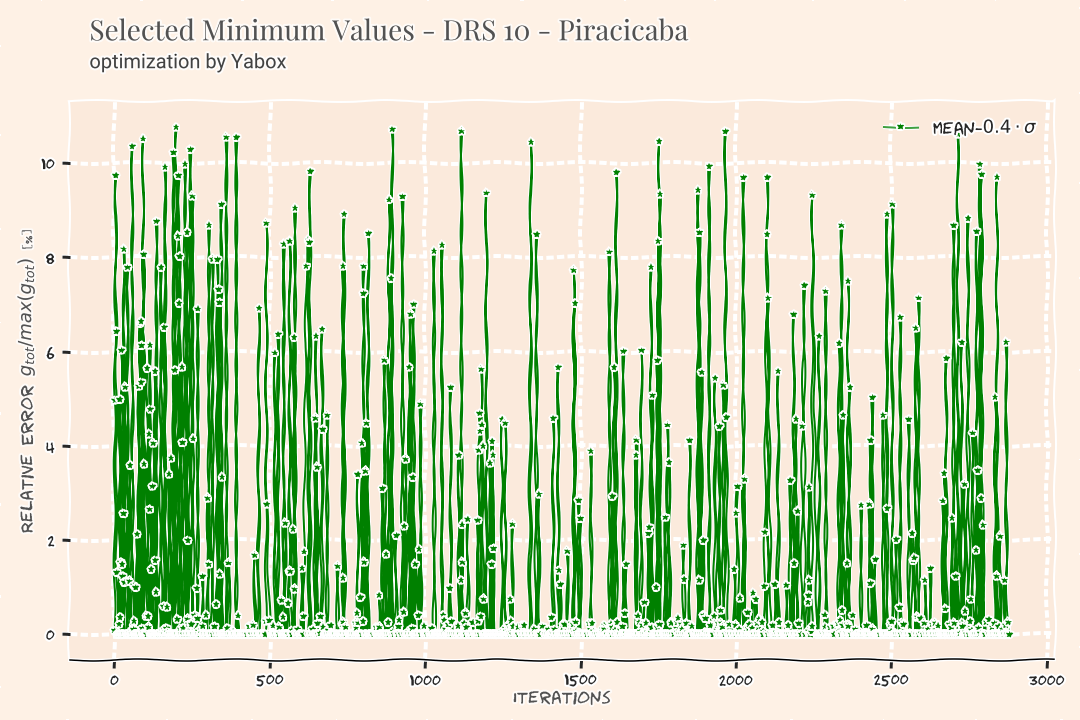 Selected Minimum Values - DRS 10 - Piracicaba
optimization by Yabox
MEAN-0.4 · σ
RELATIVE ERROR g_tot/max(g_tot) [%]
10
8
6
4
2
0
0 500 1000 1500 2000 2500 3000
ITERATIONS